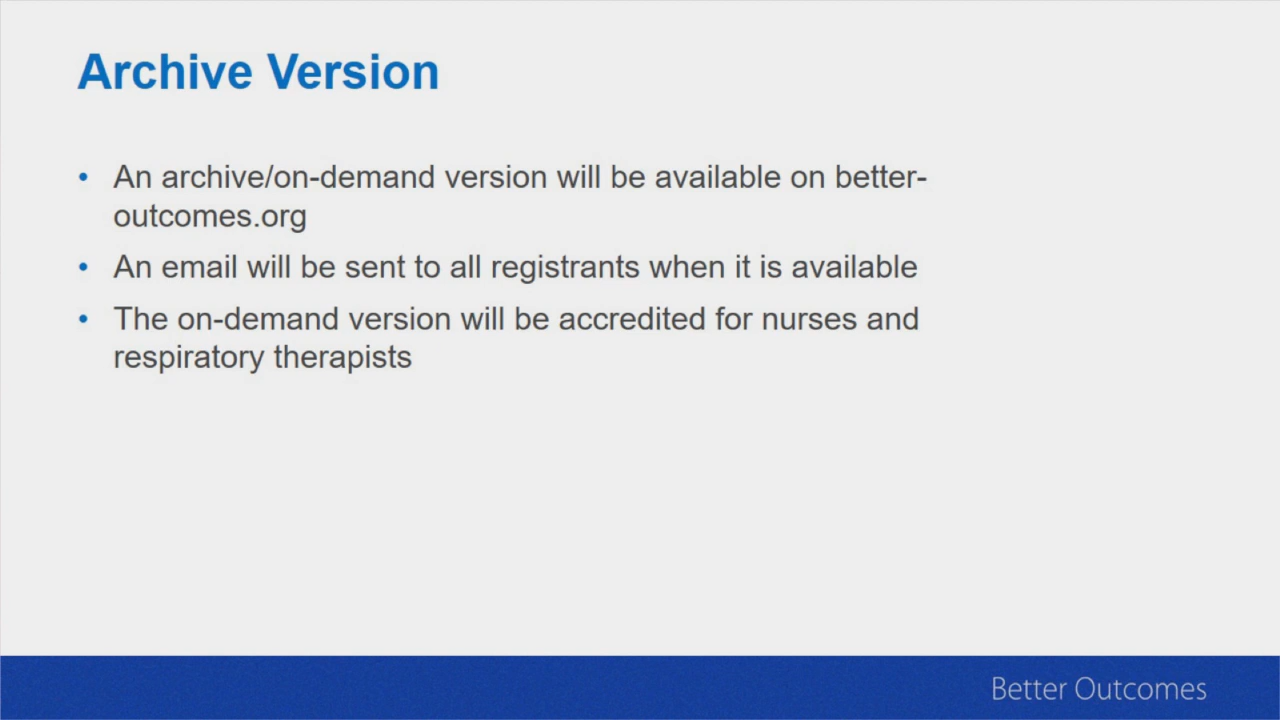 Archive Version
• An archive/on-demand version will be available on better-
outcomes.org
• An email will be sent to all registrants when it is available
• The on-demand version will be accredited for nurses and
respiratory therapists
Better Outcomes